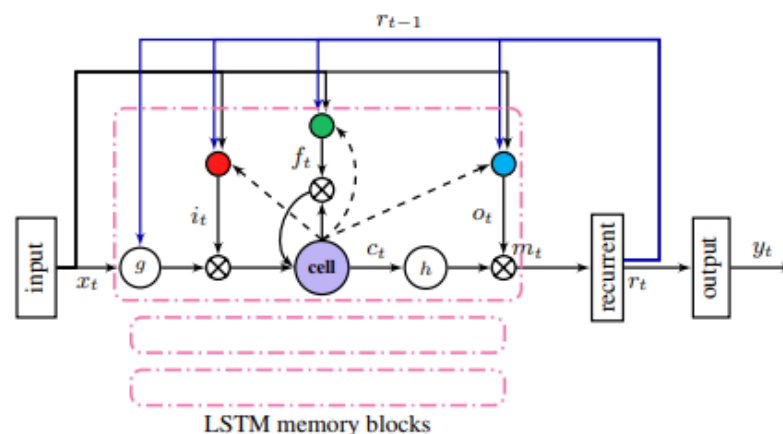 r_{t−1}
f_t
i_t
o_t
input
x_t
g
cell
c_t
h
m_t
recurrent
r_t
output
y_t
LSTM memory blocks